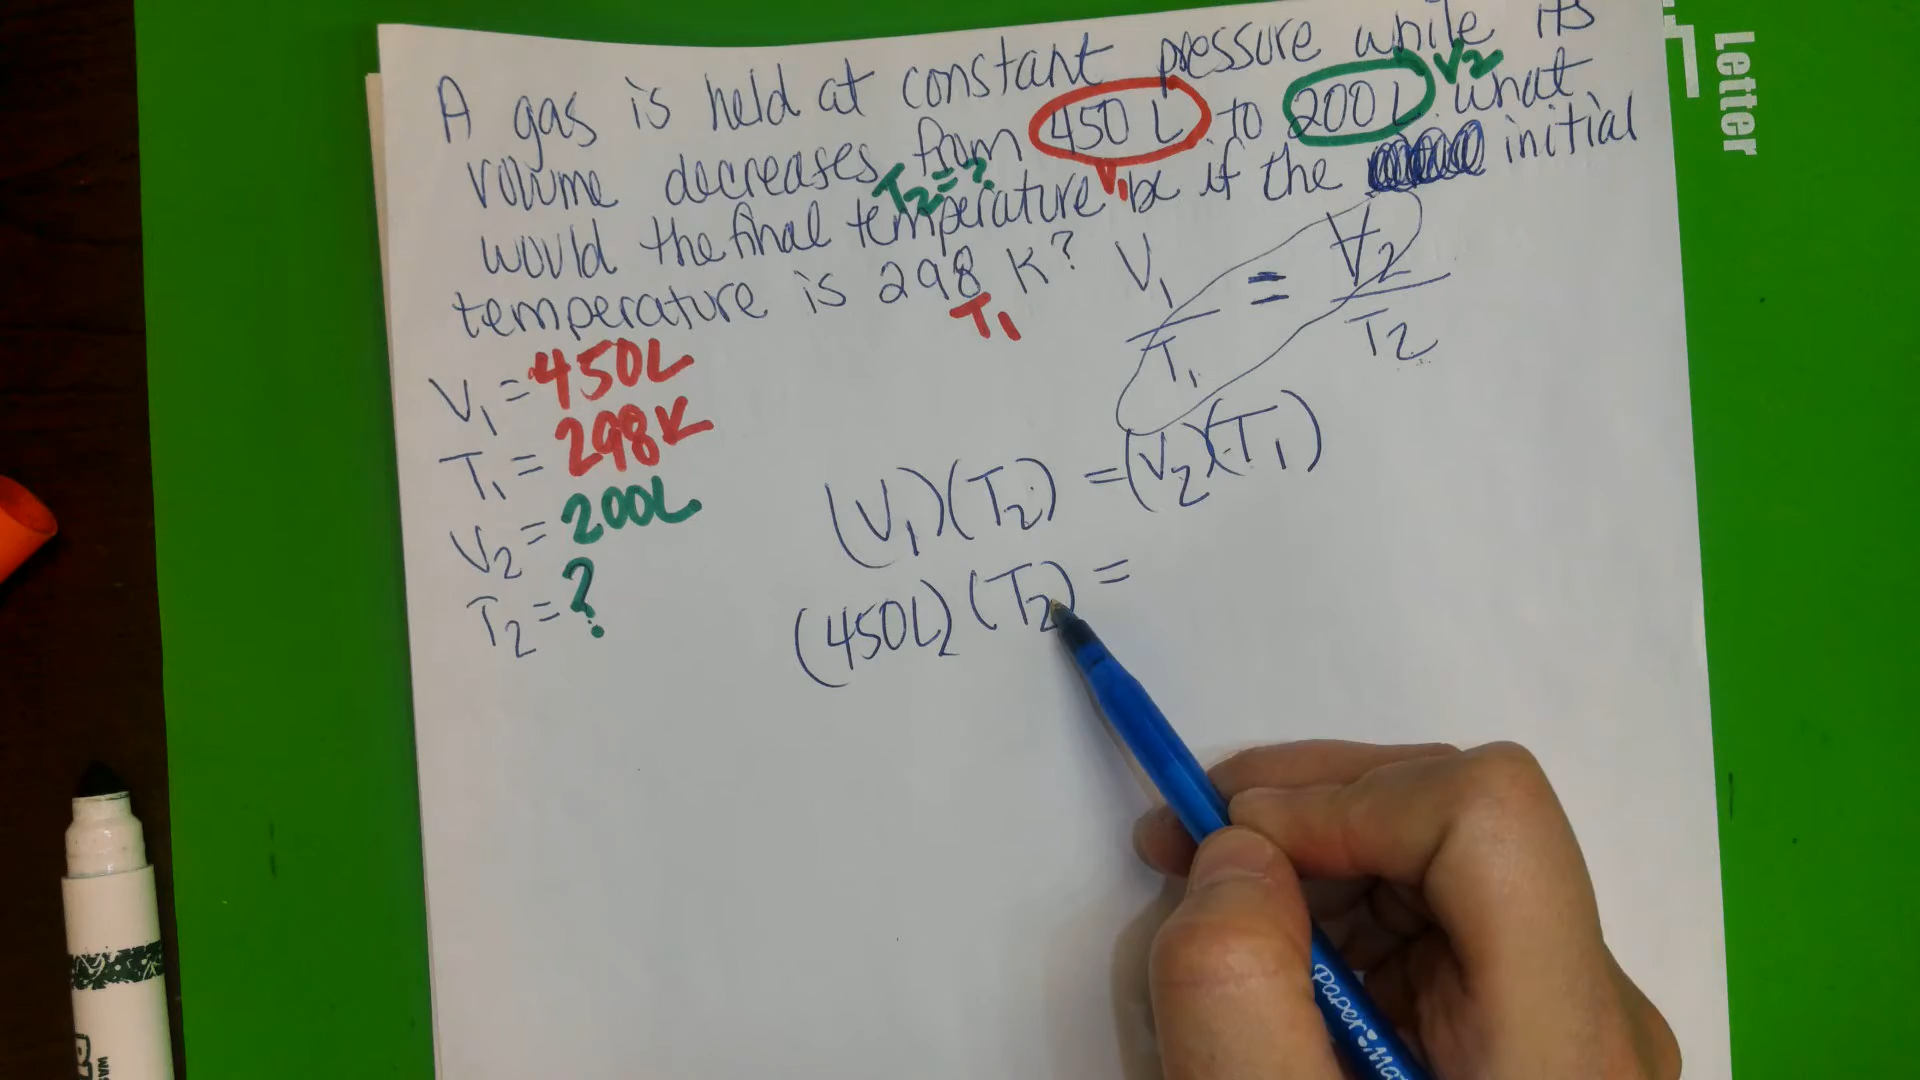 A gas is held at constant pressure while its
volume decreases from 450 L to 200 L. What
would the final temperature be if the initial
temperature is 298 K?
V2
T2=?
V1
T1
V1/T1 = V2/T2
V1 = 450L
T1 = 298K
V2 = 200L
T2 = ?
(V1)(T2) = (V2)(T1)
(450L)(T2) =
Letter
Paper Mat